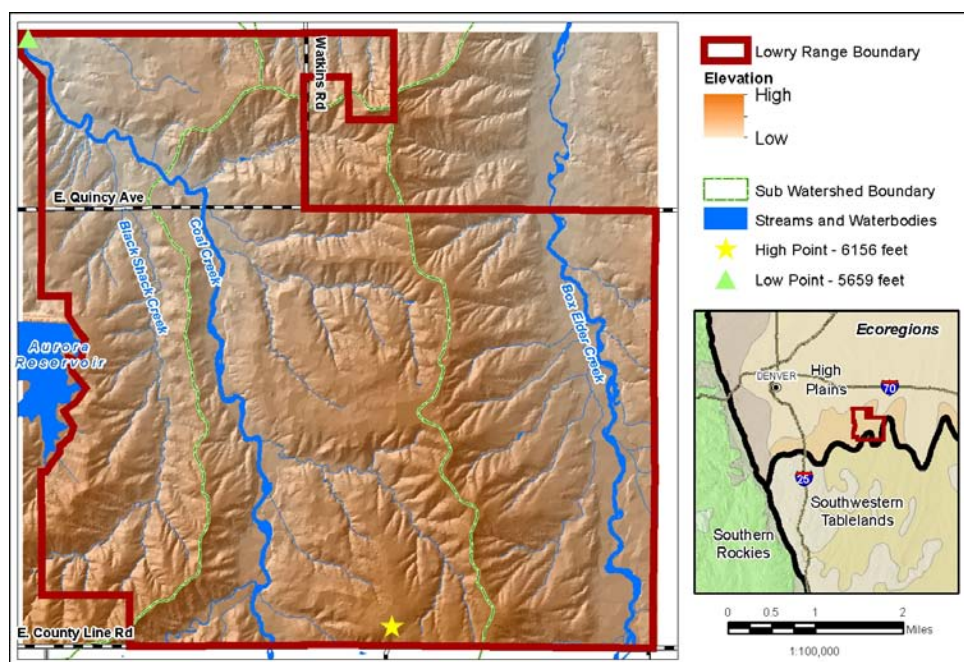 Watkins Rd
E. Quincy Ave
Black Shack Creek
Coal Creek
Box Elder Creek
Aurora
Reservoir
E. County Line Rd
Lowry Range Boundary
Elevation
High
Low
Sub Watershed Boundary
Streams and Waterbodies
High Point - 6156 feet
Low Point - 5659 feet
Ecoregions
DENVER
High
Plains
70
25
Southwestern
Tablelands
Southern
Rockies
0 0.5 1 2
Miles
1:100,000